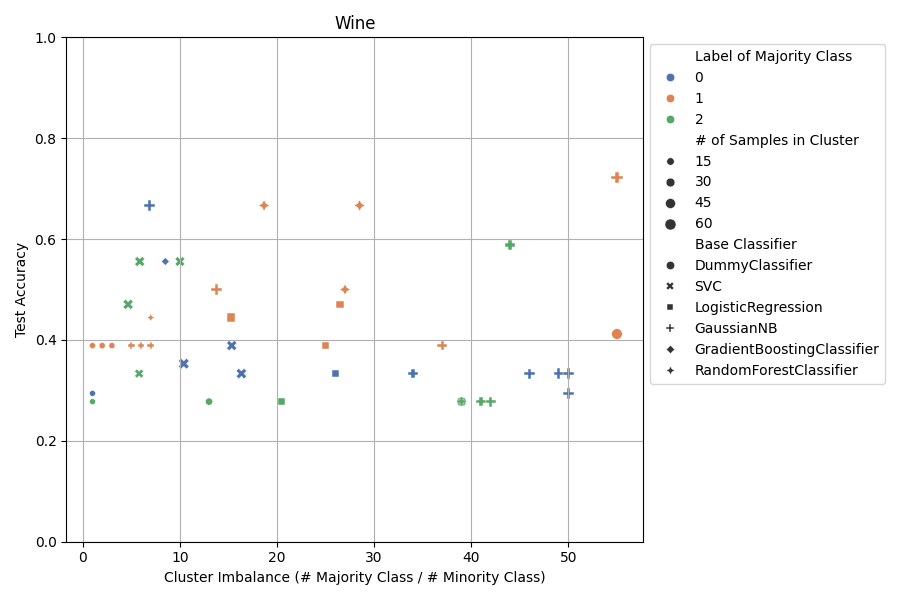 Wine
1.0
0.8
0.6
0.4
0.2
0.0
Test Accuracy
0 10 20 30 40 50
Cluster Imbalance (# Majority Class / # Minority Class)
Label of Majority Class
0
1
2
# of Samples in Cluster
15
30
45
60
Base Classifier
DummyClassifier
SVC
LogisticRegression
GaussianNB
GradientBoostingClassifier
RandomForestClassifier